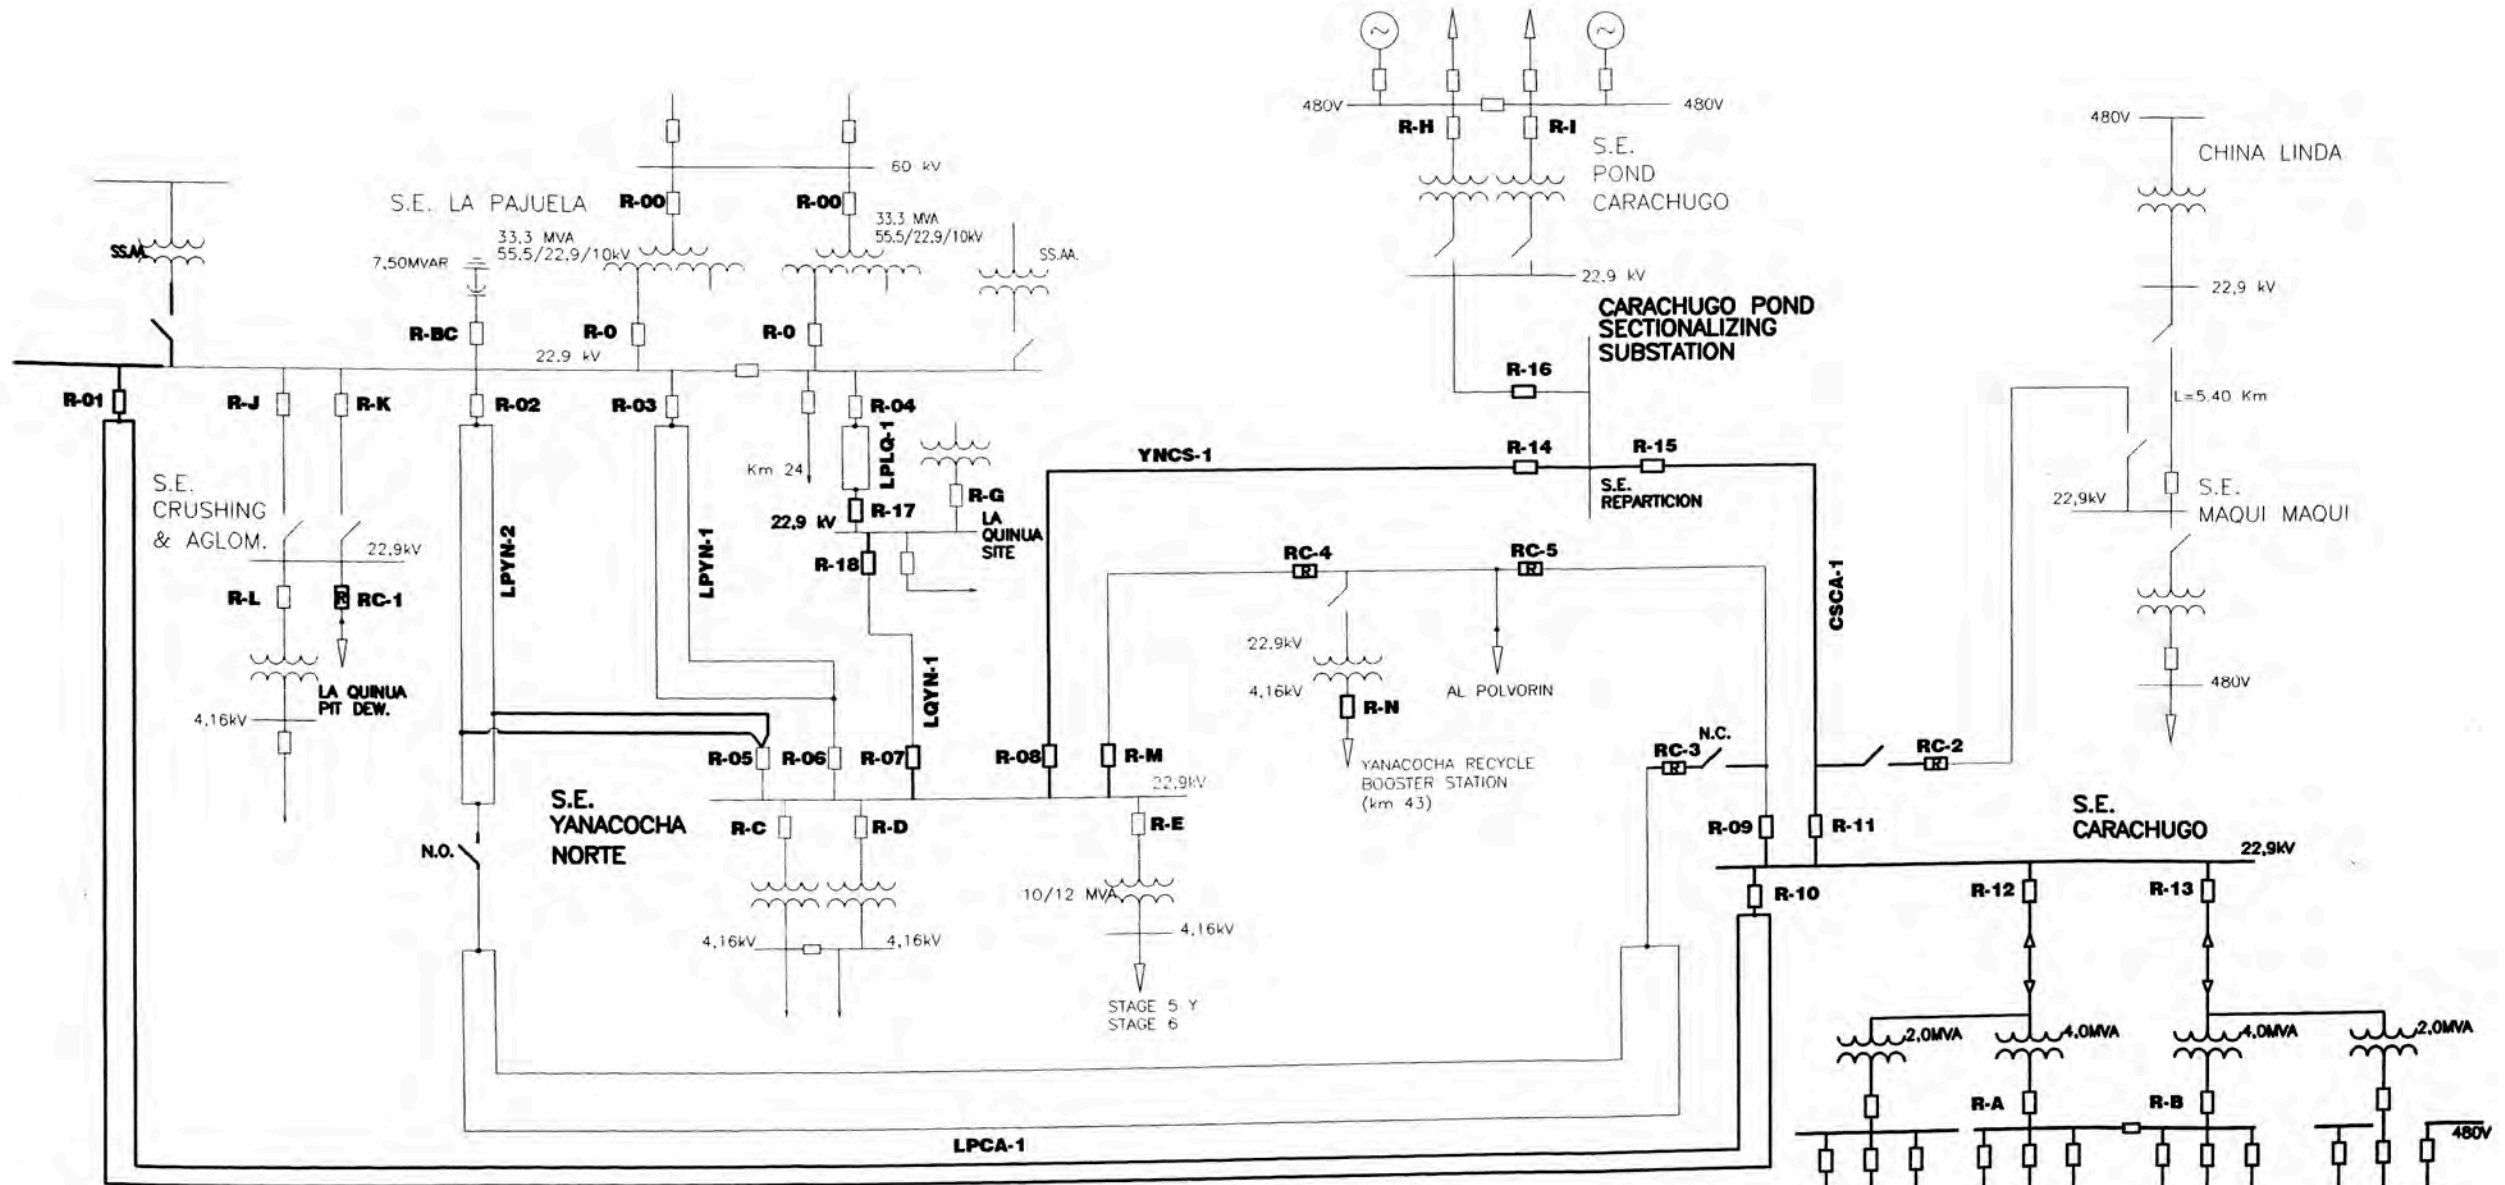 480V
480V
R-H
R-I
S.E.
POND
CARACHUGO
480V
CHINA LINDA
60 kV
S.E. LA PAJUELA
R-00
R-00
33.3 MVA
55.5/22.9/10kV
33.3 MVA
55.5/22.9/10kV
SS.AA.
SS.AA.
7,50MVAR
22.9 kV
22,9 kV
CARACHUGO POND
SECTIONALIZING
SUBSTATION
R-BC
R-0
R-0
22.9 kV
R-16
R-01
R-J
R-K
R-02
R-03
R-04
L=5.40 Km
LPLQ-1
YNCS-1
R-14
R-15
Km 24
S.E.
CRUSHING
& AGLOM.
R-G
S.E.
REPARTICION
22,9kV
S.E.
MAQUI MAQUI
R-17
22,9 kV
LA
QUINUA
SITE
LPYN-2
LPYN-1
22.9kV
R-18
RC-4
RC-5
R-L
R
RC-1
R
R
CSCA-1
22.9kV
4,16kV
R-N
AL POLVORIN
480V
LA QUINUA
PIT DEW.
4,16kV
LQYN-1
R-05
R-06
R-07
R-08
R-M
RC-3
R
N.C.
RC-2
R
YANACOCHA RECYCLE
BOOSTER STATION
(km 43)
22,9kV
S.E.
YANACOCHA
NORTE
R-C
R-D
R-E
R-09
R-11
S.E.
CARACHUGO
N.O.
22,9kV
10/12 MVA
R-10
R-12
R-13
4,16kV
4,16kV
4,16kV
STAGE 5 Y
STAGE 6
2,0MVA
4,0MVA
4,0MVA
2,0MVA
R-A
R-B
LPCA-1
480V